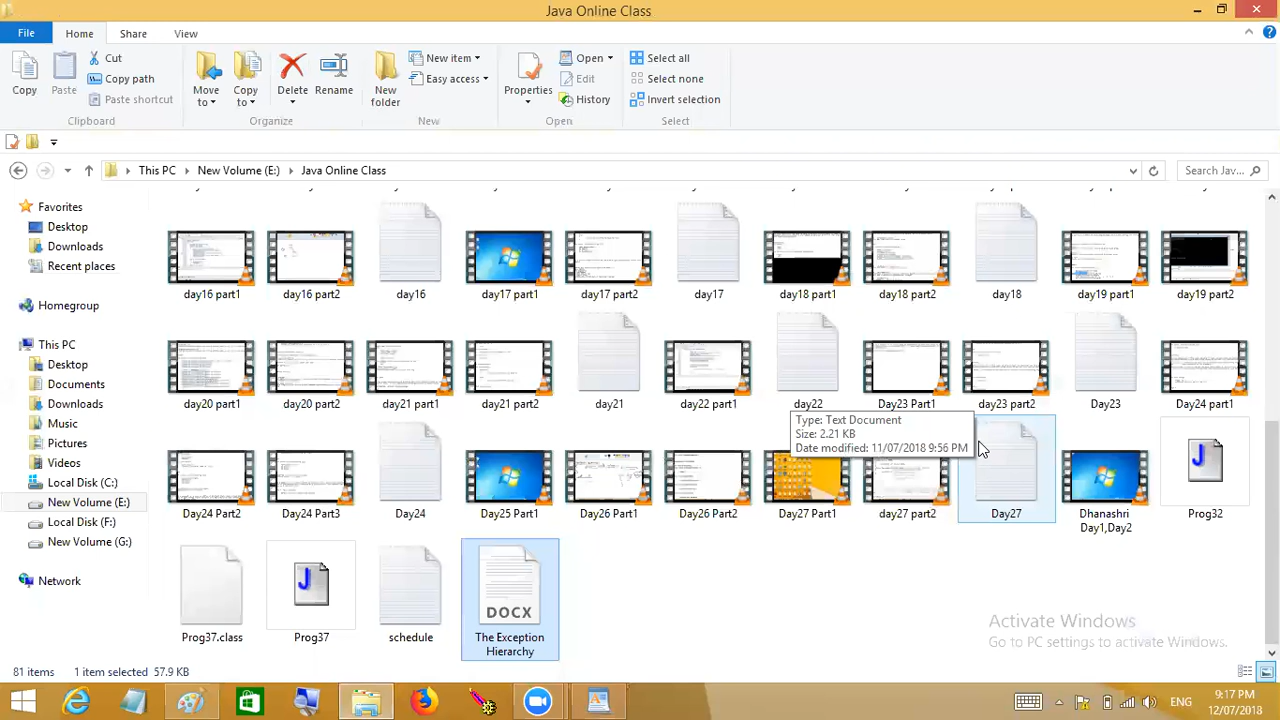 Java Online Class
File Home Share View
Copy
Paste
Cut
Copy path
Paste shortcut
Clipboard
Move to
Copy to
Delete
Rename
Organize
New folder
New item
Easy access
New
Properties
Open
Edit
History
Open
Select all
Select none
Invert selection
Select
This PC New Volume (E:) Java Online Class
Search Jav...
Favorites
Desktop
Downloads
Recent places
Homegroup
This PC
Desktop
Documents
Downloads
Music
Pictures
Videos
Local Disk (C:)
New Volume (E:)
Local Disk (F:)
New Volume (G:)
Network
day16 part1 day16 part2 day16 day17 part1 day17 part2 day17 day18 part1 day18 part2 day18 day19 part1 day19 part2
day20 part1 day20 part2 day21 part1 day21 part2 day21 day22 part1 day22 Day23 Part1 day23 part2 Day23 Day24 part1
Type: Text Document
Size: 2.21 KB
Date modified: 11/07/2018 9:56 PM
Day24 Part2 Day24 Part3 Day24 Day25 Part1 Day26 Part1 Day26 Part2 Day27 Part1 day27 part2 Day27 Dhanashri Day1,Day2 Prog32
Prog37.class Prog37 schedule
DOCX
The Exception Hierarchy
Activate Windows
Go to PC settings to activate Windows.
81 items 1 item selected 57.9 KB
ENG
9:17 PM
12/07/2018